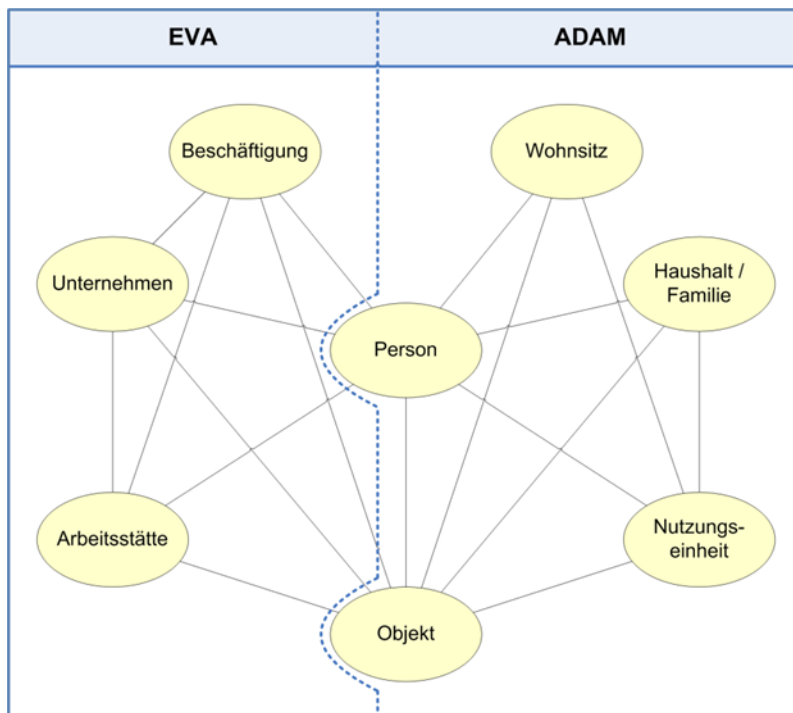 EVA
ADAM
Beschäftigung
Wohnsitz
Unternehmen
Haushalt /
Familie
Person
Arbeitsstätte
Nutzungs-
einheit
Objekt